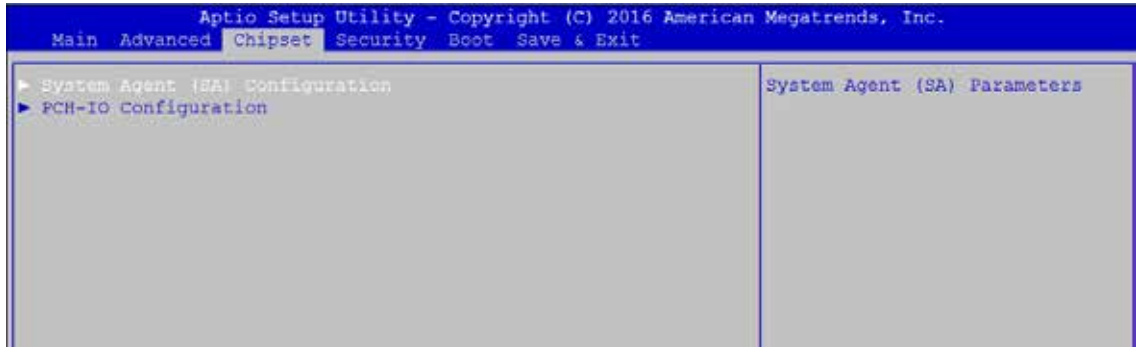 Aptio Setup Utility - Copyright (C) 2016 American Megatrends, Inc.
Main Advanced Chipset Security Boot Save & Exit
► System Agent (SA) Configuration
System Agent (SA) Parameters
► PCH-IO Configuration